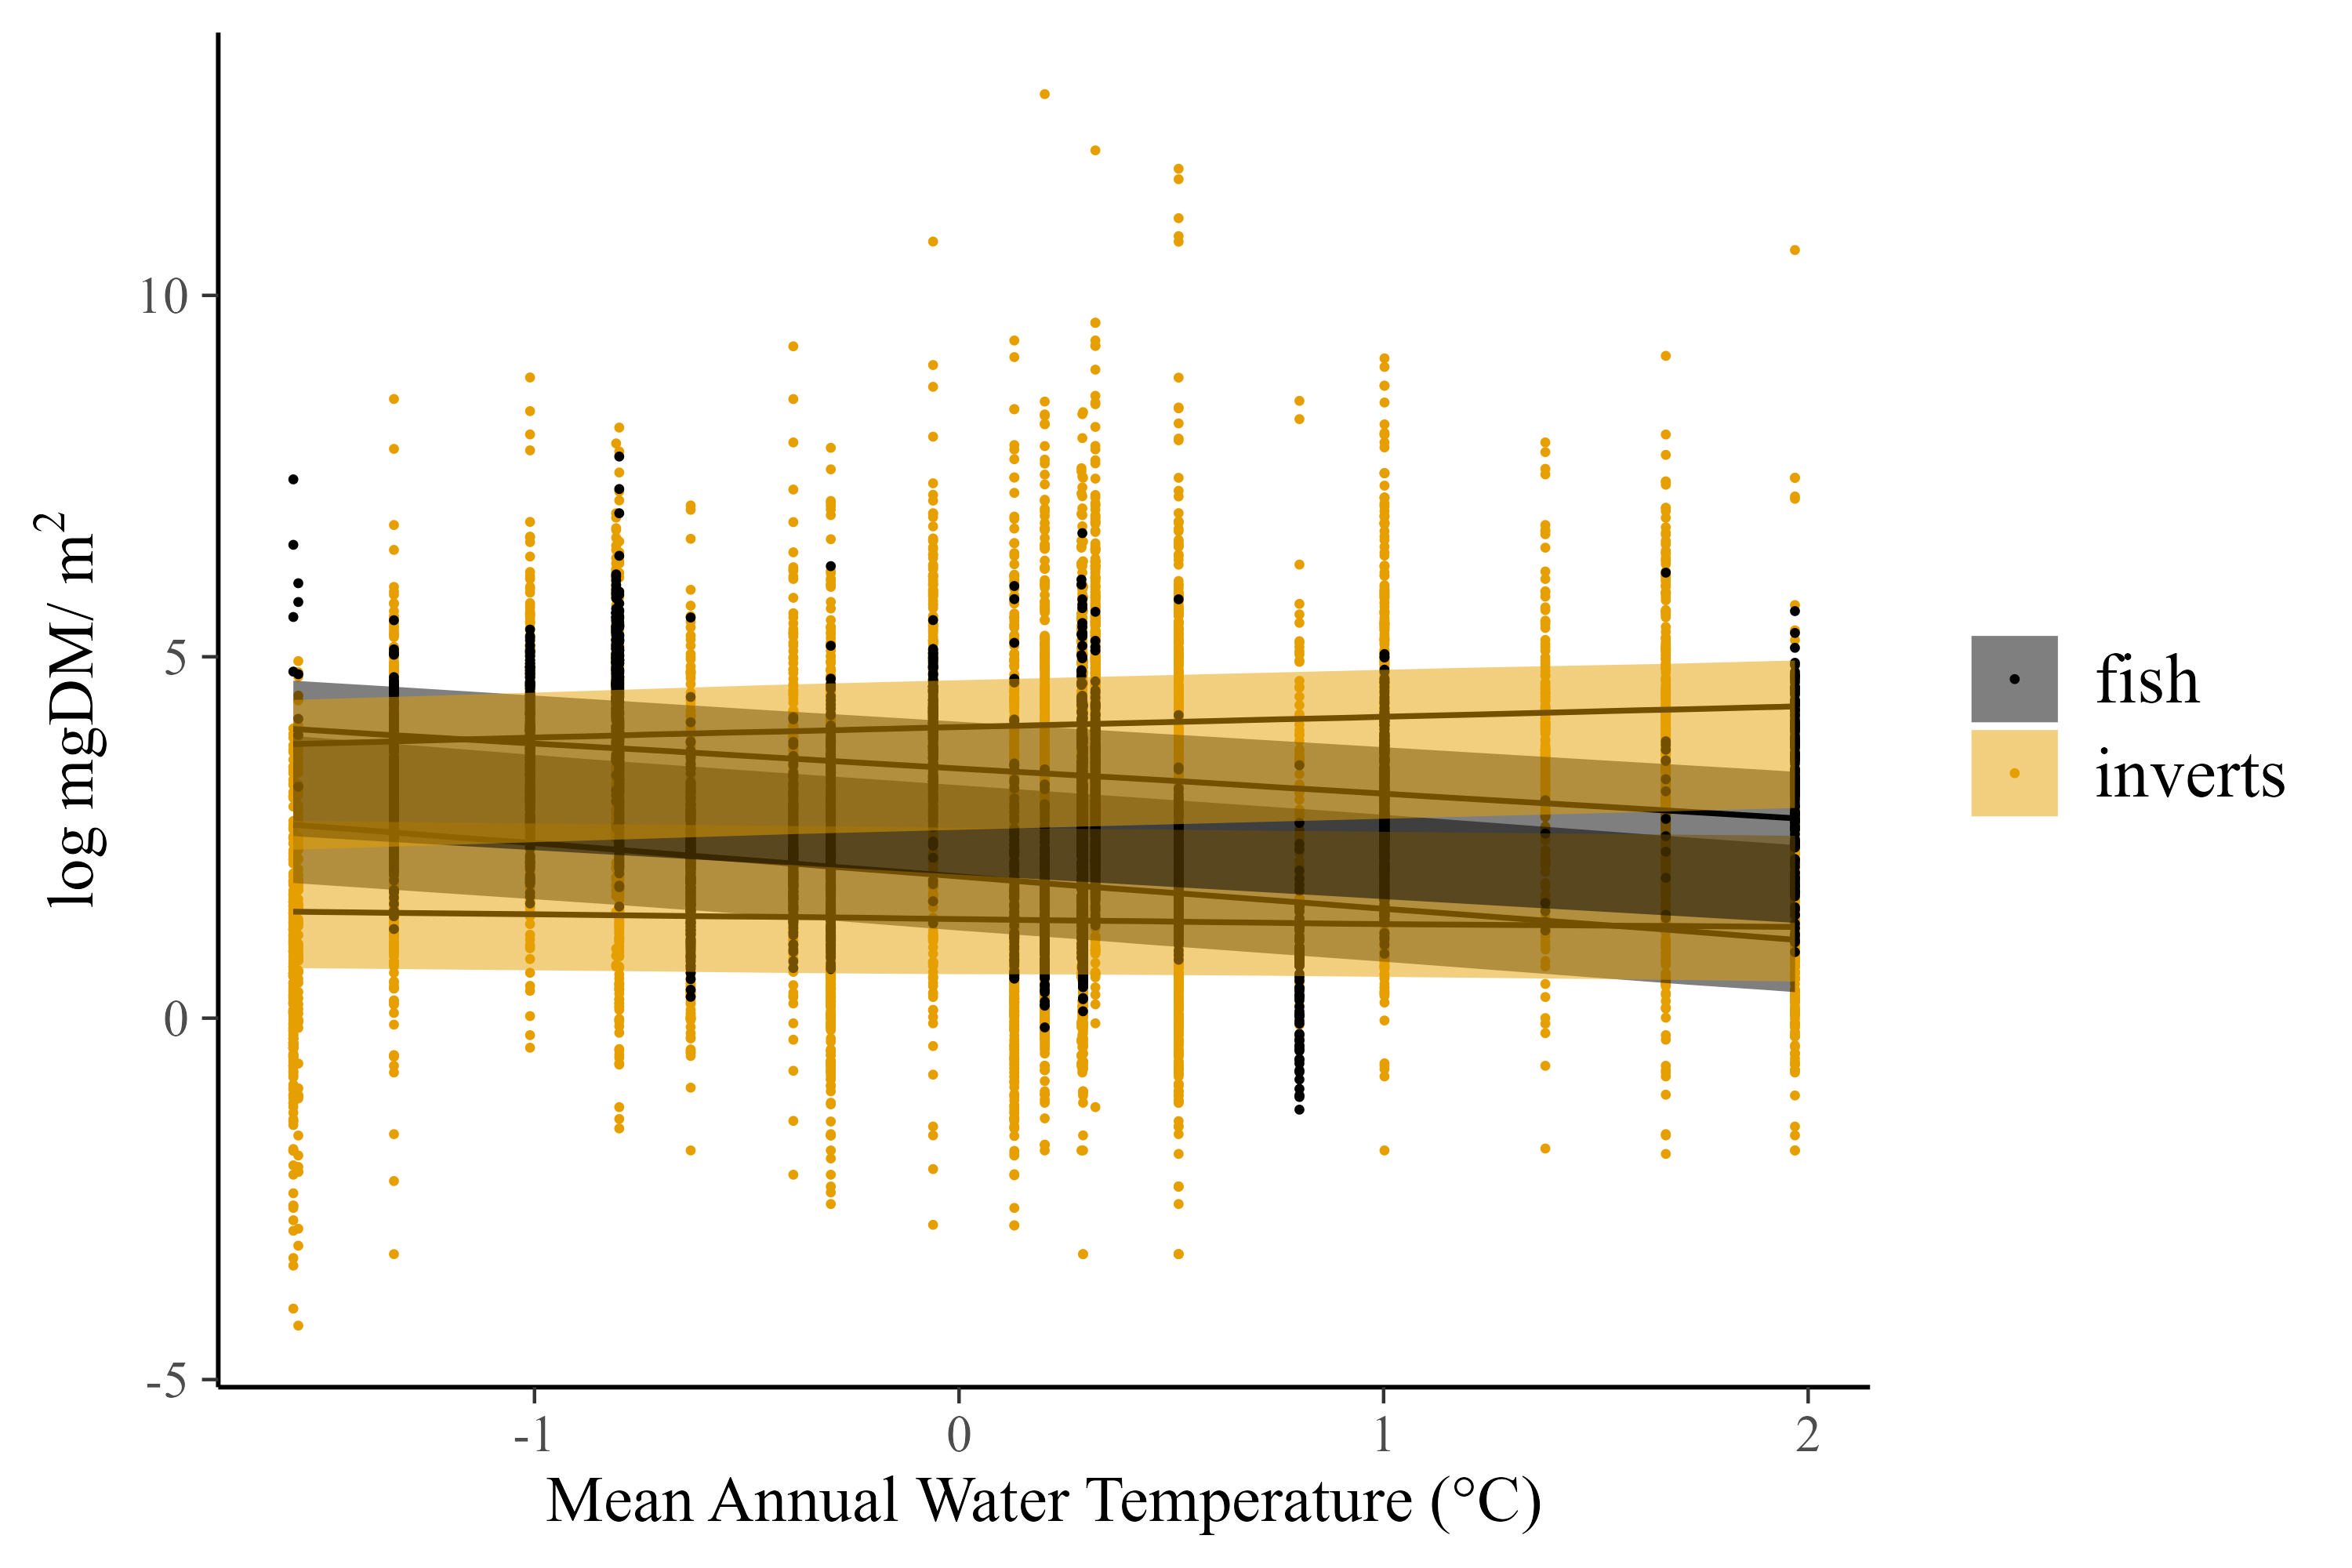 log mgDM/ m²
10
5
0
-5
-1 0 1 2
Mean Annual Water Temperature (°C)
fish
inverts